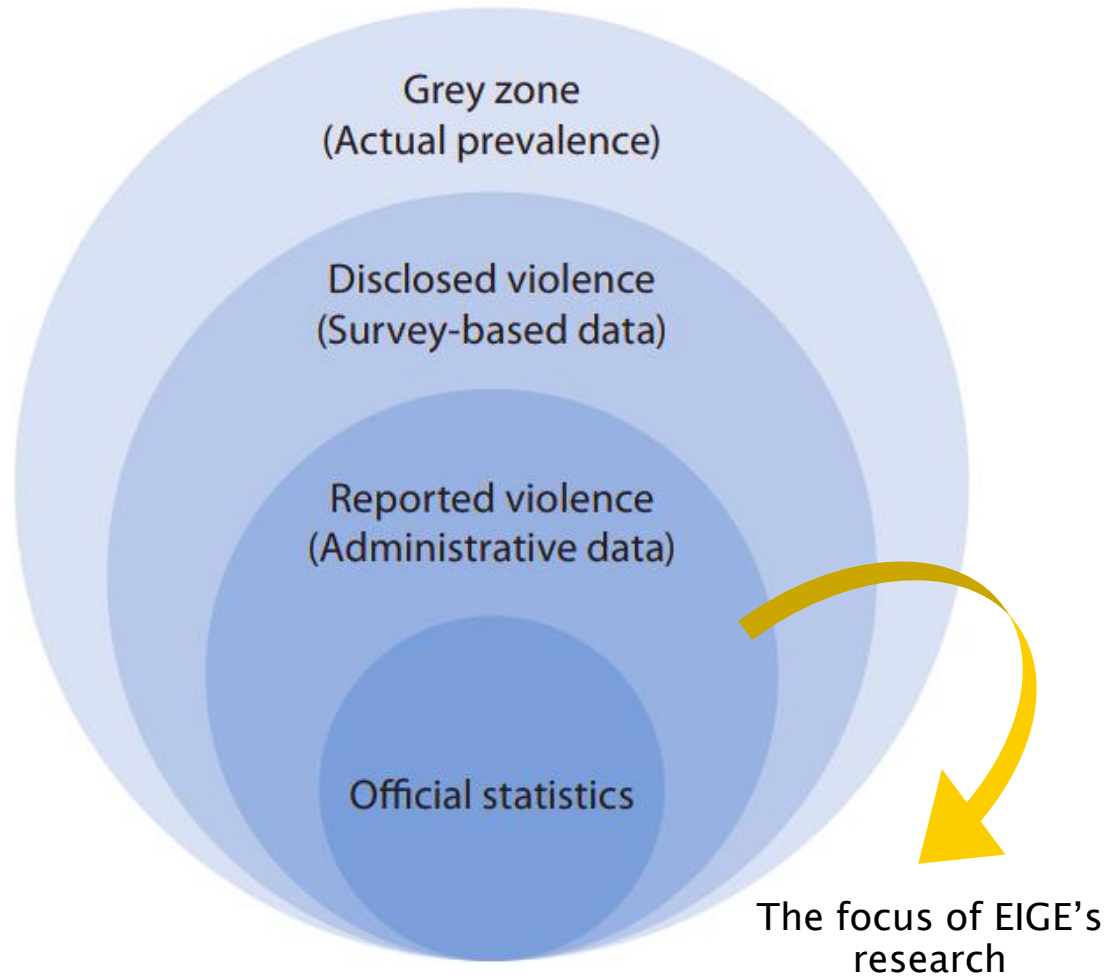 Grey zone
(Actual prevalence)
Disclosed violence
(Survey-based data)
Reported violence
(Administrative data)
Official statistics
The focus of EIGE’s
research